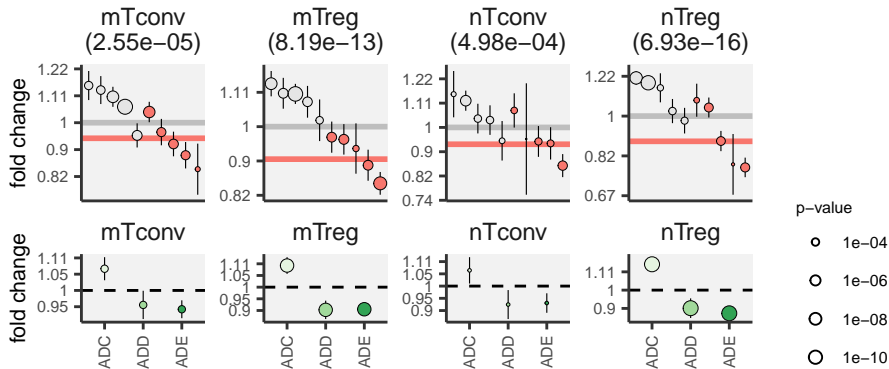 mTconv
(2.55e−05)
mTreg
(8.19e−13)
nTconv
(4.98e−04)
nTreg
(6.93e−16)
fold change
1.22
1.11
1
0.9
0.82
1.11
1
0.9
0.82
1.22
1.11
1
0.9
0.82
0.74
1.22
1
0.82
0.67
mTconv
mTreg
nTconv
nTreg
fold change
1.11
1.05
1
0.95
1.11
1.05
1
0.95
0.9
1.11
1.05
1
0.95
0.9
1.11
1
0.9
ADC
ADD
ADE
ADC
ADD
ADE
ADC
ADD
ADE
ADC
ADD
ADE
p−value
1e−04
1e−06
1e−08
1e−10